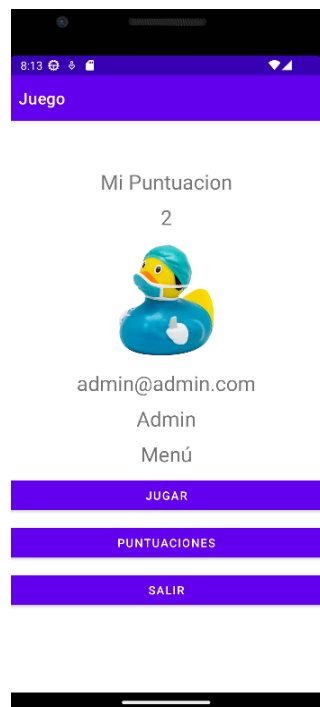 8:13
Juego
Mi Puntuacion
2
admin@admin.com
Admin
Menú
JUGAR
PUNTUACIONES
SALIR